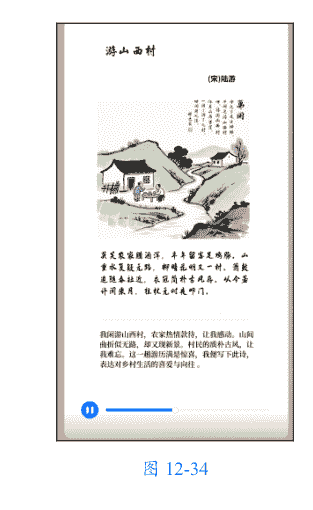 游山西村
(宋)陆游
莫笑农家腊酒浑，丰年留客足鸡豚。山
重水复疑无路，柳暗花明又一村。箫鼓
追随春社近，衣冠简朴古风存。从今若
许闲乘月，拄杖无时夜叩门。
我闲游山西村，农家热情款待，让我感动。山间
曲折似无路，却又现新景。村民的淳朴古风，让
我难忘。这一趟游历满是惊喜，我便写下此诗，
表达对乡村生活的喜爱与向往。
图 12-34